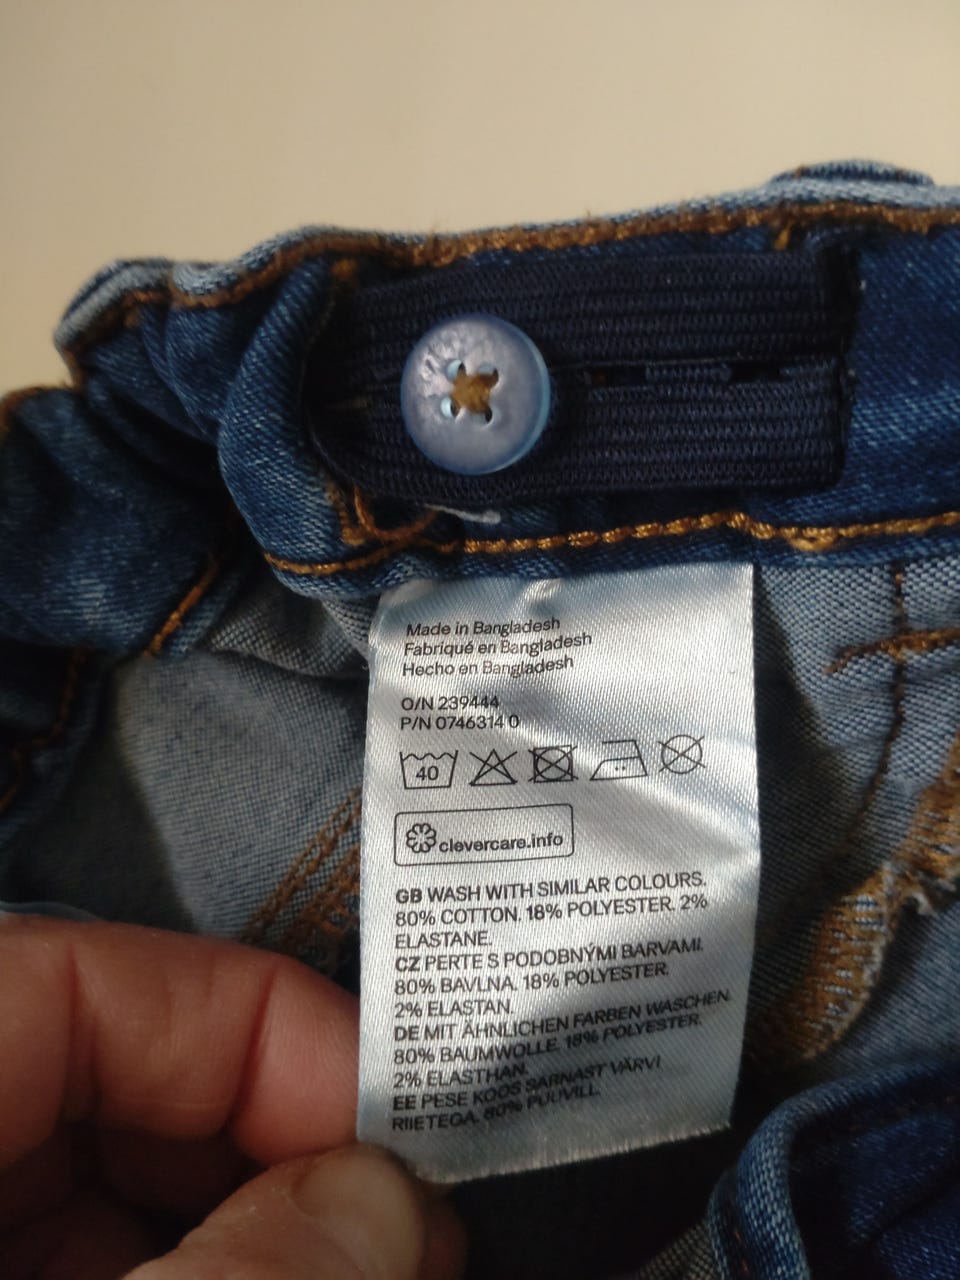 Made in Bangladesh
Fabriqué en Bangladesh
Hecho en Bangladesh
O/N 239444
P/N 0746314 0
40
clevercare.info
GB WASH WITH SIMILAR COLOURS.
80% COTTON. 18% POLYESTER. 2%
ELASTANE.
CZ PERTE S PODOBNÝMI BARVAMI.
80% BAVLNA. 18% POLYESTER.
2% ELASTAN.
DE MIT ÄHNLICHEN FARBEN WASCHEN.
80% BAUMWOLLE. 18% POLYESTER.
2% ELASTHAN.
EE PESE KOOS SARNAST VÄRVI
RIIETEGA. 80% PUUVILL.